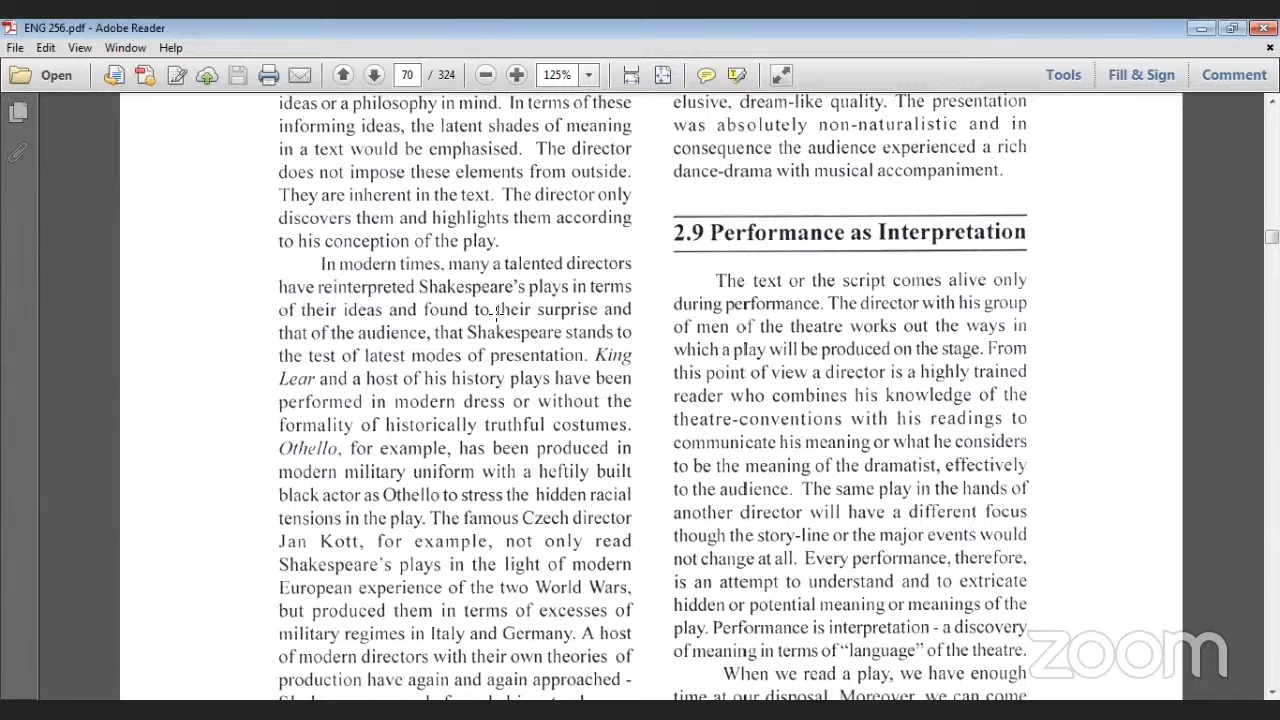 ENG 256.pdf - Adobe Reader
File Edit View Window Help
Open 70 / 324 125% Tools Fill & Sign Comment
ideas or a philosophy in mind. In terms of these
informing ideas, the latent shades of meaning
in a text would be emphasised. The director
does not impose these elements from outside.
They are inherent in the text. The director only
discovers them and highlights them according
to his conception of the play.
In modern times, many a talented directors
have reinterpreted Shakespeare's plays in terms
of their ideas and found to their surprise and
that of the audience, that Shakespeare stands to
the test of latest modes of presentation. King
Lear and a host of his history plays have been
performed in modern dress or without the
formality of historically truthful costumes.
Othello, for example, has been produced in
modern military uniform with a heftily built
black actor as Othello to stress the hidden racial
tensions in the play. The famous Czech director
Jan Kott, for example, not only read
Shakespeare's plays in the light of modern
European experience of the two World Wars,
but produced them in terms of excesses of
military regimes in Italy and Germany. A host
of modern directors with their own theories of
production have again and again approached -
elusive, dream-like quality. The presentation
was absolutely non-naturalistic and in
consequence the audience experienced a rich
dance-drama with musical accompaniment.
2.9 Performance as Interpretation
The text or the script comes alive only
during performance. The director with his group
of men of the theatre works out the ways in
which a play will be produced on the stage. From
this point of view a director is a highly trained
reader who combines his knowledge of the
theatre-conventions with his readings to
communicate his meaning or what he considers
to be the meaning of the dramatist, effectively
to the audience. The same play in the hands of
another director will have a different focus
though the story-line or the major events would
not change at all. Every performance, therefore,
is an attempt to understand and to extricate
hidden or potential meaning or meanings of the
play. Performance is interpretation - a discovery
of meaning in terms of "language" of the theatre.
When we read a play, we have enough
time at our disposal. Moreover, we can come
zoom